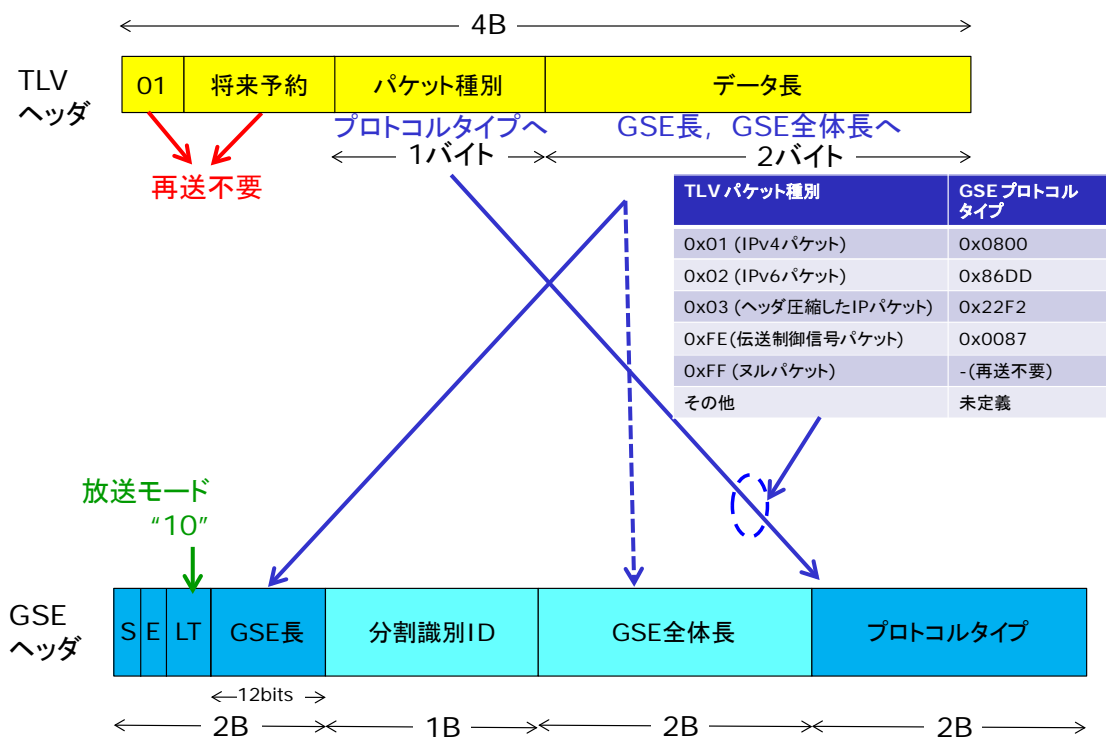 4B
TLV
ヘッダ
01 将来予約 パケット種別 データ長
プロトコルタイプへ GSE長, GSE全体長へ
1バイト 2バイト
再送不要
TLV パケット種別 GSE プロトコル
タイプ
0x01 (IPv4パケット) 0x0800
0x02 (IPv6パケット) 0x86DD
0x03 (ヘッダ圧縮したIPパケット) 0x22F2
0xFE(伝送制御信号パケット) 0x0087
0xFF (ヌルパケット) -(再送不要)
その他 未定義
放送モード
“10”
GSE
ヘッダ
S E LT GSE長 分割識別ID GSE全体長 プロトコルタイプ
12bits
2B 1B 2B 2B